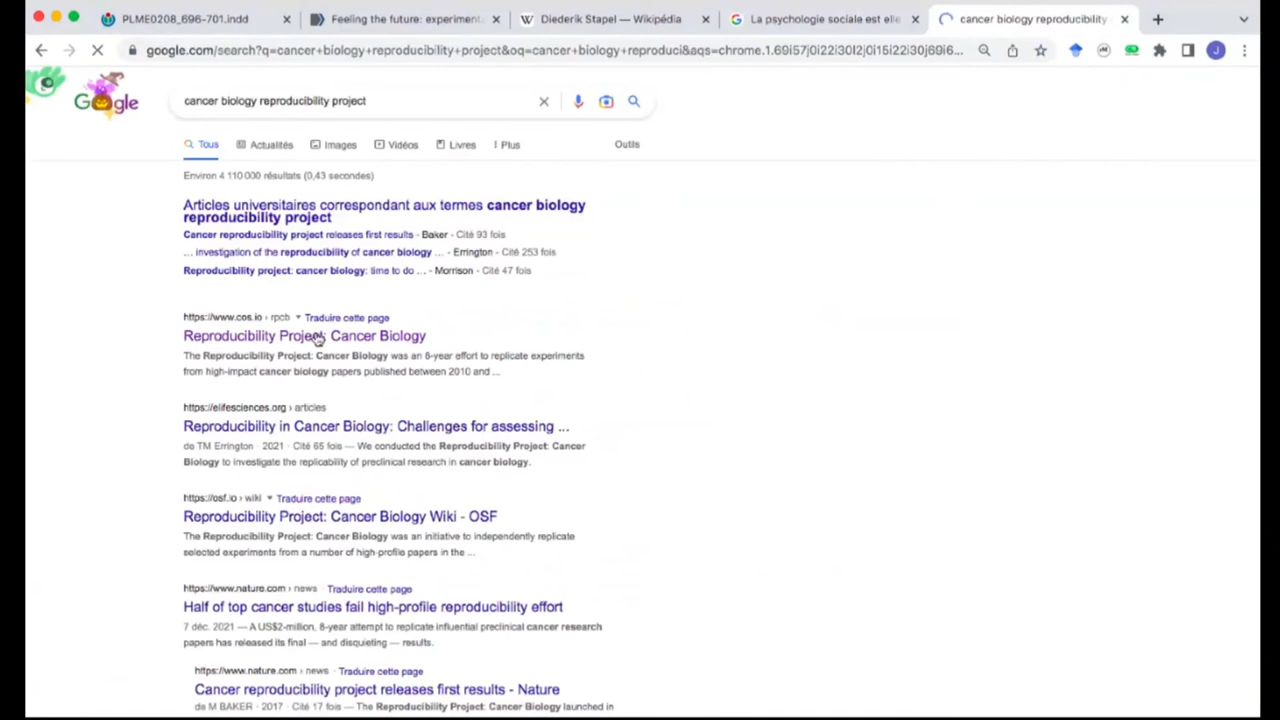 PLME0208_696-701.indd
Feeling the future: experiment
Diederik Stapel — Wikipédia
La psychologie sociale est elle
cancer biology reproducibility
google.com/search?q=cancer+biology+reproducibility+project&oq=cancer+biology+reproduci&aqs=chrome.1.69i57j0i22i30l2j0i15i22i30j69i6...
J
Google
cancer biology reproducibility project
Tous
Actualités
Images
Vidéos
Livres
Plus
Outils
Environ 4 110 000 résultats (0,43 secondes)
Articles universitaires correspondant aux termes cancer biology
reproducibility project
Cancer reproducibility project releases first results - Baker - Cité 93 fois
... investigation of the reproducibility of cancer biology ... - Errington - Cité 253 fois
Reproducibility project: cancer biology: time to do ... - Morrison - Cité 47 fois
https://www.cos.io › rpcb Traduire cette page
Reproducibility Project: Cancer Biology
The Reproducibility Project: Cancer Biology was an 8-year effort to replicate experiments
from high-impact cancer biology papers published between 2010 and ...
https://elifesciences.org › articles
Reproducibility in Cancer Biology: Challenges for assessing ...
de TM Errington · 2021 · Cité 65 fois — We conducted the Reproducibility Project: Cancer
Biology to investigate the replicability of preclinical research in cancer biology.
https://osf.io › wiki Traduire cette page
Reproducibility Project: Cancer Biology Wiki - OSF
The Reproducibility Project: Cancer Biology was an initiative to independently replicate
selected experiments from a number of high-profile papers in the ...
https://www.nature.com › news · Traduire cette page
Half of top cancer studies fail high-profile reproducibility effort
7 déc. 2021 — A US$2-million, 8-year attempt to replicate influential preclinical cancer research
papers has released its final — and disquieting — results.
https://www.nature.com › news · Traduire cette page
Cancer reproducibility project releases first results - Nature
de M BAKER · 2017 · Cité 17 fois — The Reproducibility Project: Cancer Biology launched in